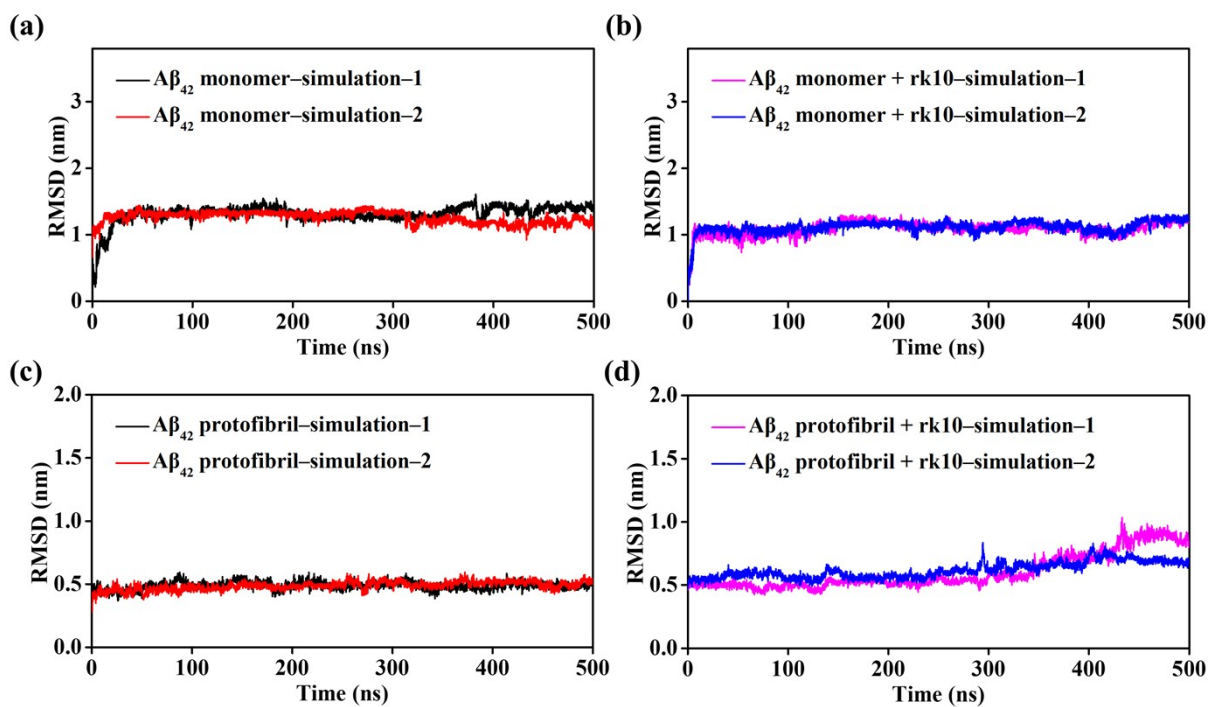 (a)
Aβ₄₂ monomer–simulation–1
Aβ₄₂ monomer–simulation–2
RMSD (nm)
3
2
1
0
0 100 200 300 400 500
Time (ns)
(b)
Aβ₄₂ monomer + rk10–simulation–1
Aβ₄₂ monomer + rk10–simulation–2
RMSD (nm)
3
2
1
0
0 100 200 300 400 500
Time (ns)
(c)
Aβ₄₂ protofibril–simulation–1
Aβ₄₂ protofibril–simulation–2
RMSD (nm)
2.0
1.5
1.0
0.5
0.0
0 100 200 300 400 500
Time (ns)
(d)
Aβ₄₂ protofibril + rk10–simulation–1
Aβ₄₂ protofibril + rk10–simulation–2
RMSD (nm)
2.0
1.5
1.0
0.5
0.0
0 100 200 300 400 500
Time (ns)